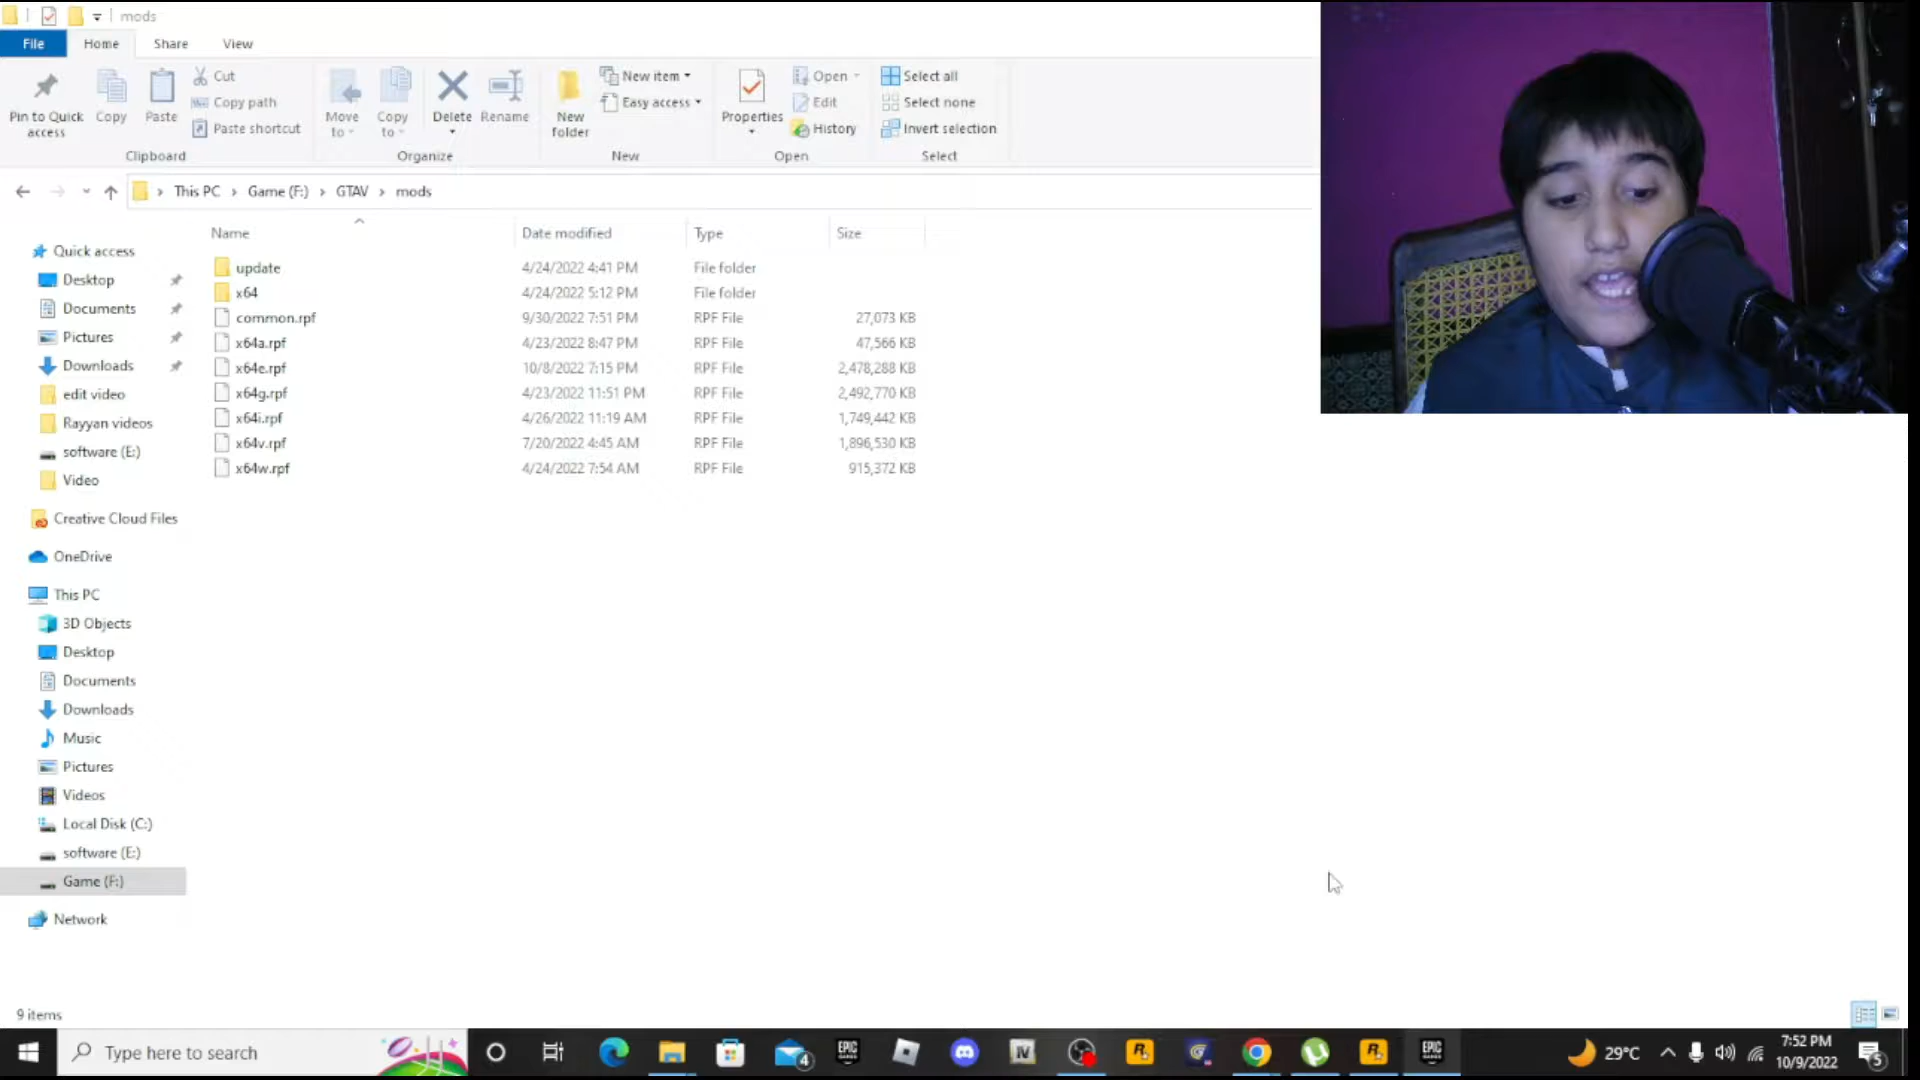 mods
File Home Share View
Pin to Quick access
Copy
Paste
Cut
Copy path
Paste shortcut
Clipboard
Move to
Copy to
Delete
Rename
Organize
New folder
New item
Easy access
New
Properties
Open
Edit
History
Open
Select all
Select none
Invert selection
Select
This PC > Game (F:) > GTAV > mods
Name Date modified Type Size
update 4/24/2022 4:41 PM File folder
x64 4/24/2022 5:12 PM File folder
common.rpf 9/30/2022 7:51 PM RPF File 27,073 KB
x64a.rpf 4/23/2022 8:47 PM RPF File 47,566 KB
x64e.rpf 10/8/2022 7:15 PM RPF File 2,478,288 KB
x64g.rpf 4/23/2022 11:51 PM RPF File 2,492,770 KB
x64i.rpf 4/26/2022 11:19 AM RPF File 1,749,442 KB
x64v.rpf 7/20/2022 4:45 AM RPF File 1,896,530 KB
x64w.rpf 4/24/2022 7:54 AM RPF File 915,372 KB
Quick access
Desktop
Documents
Pictures
Downloads
edit video
Rayyan videos
software (E:)
Video
Creative Cloud Files
OneDrive
This PC
3D Objects
Desktop
Documents
Downloads
Music
Pictures
Videos
Local Disk (C:)
software (E:)
Game (F:)
Network
9 items
Type here to search
4
EPIC GAMES
IV
R
R
EPIC GAMES
29°C
7:52 PM
10/9/2022
5